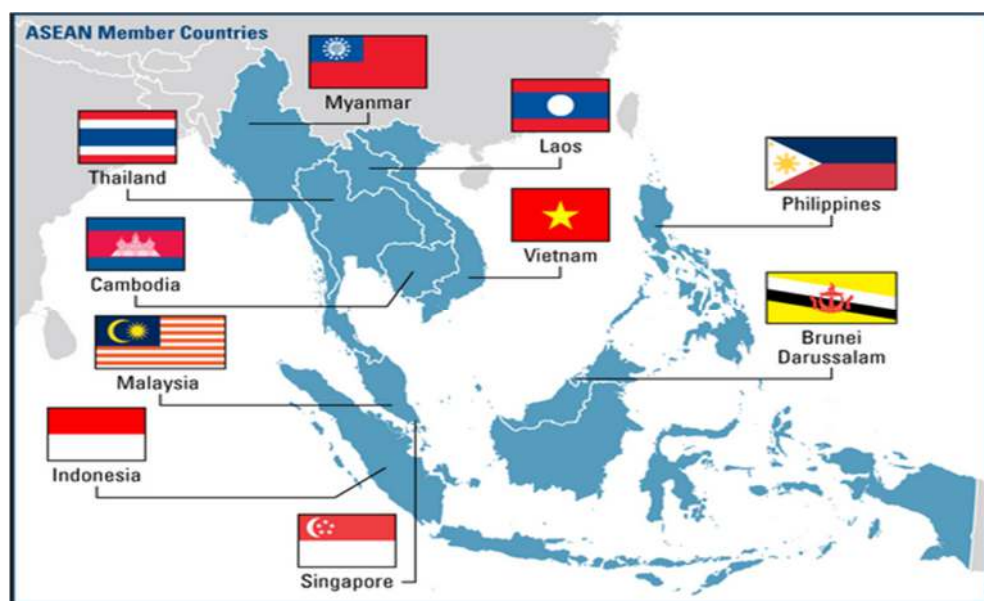 ASEAN Member Countries
Myanmar
Laos
Thailand
Philippines
Vietnam
Cambodia
Brunei
Darussalam
Malaysia
Indonesia
Singapore